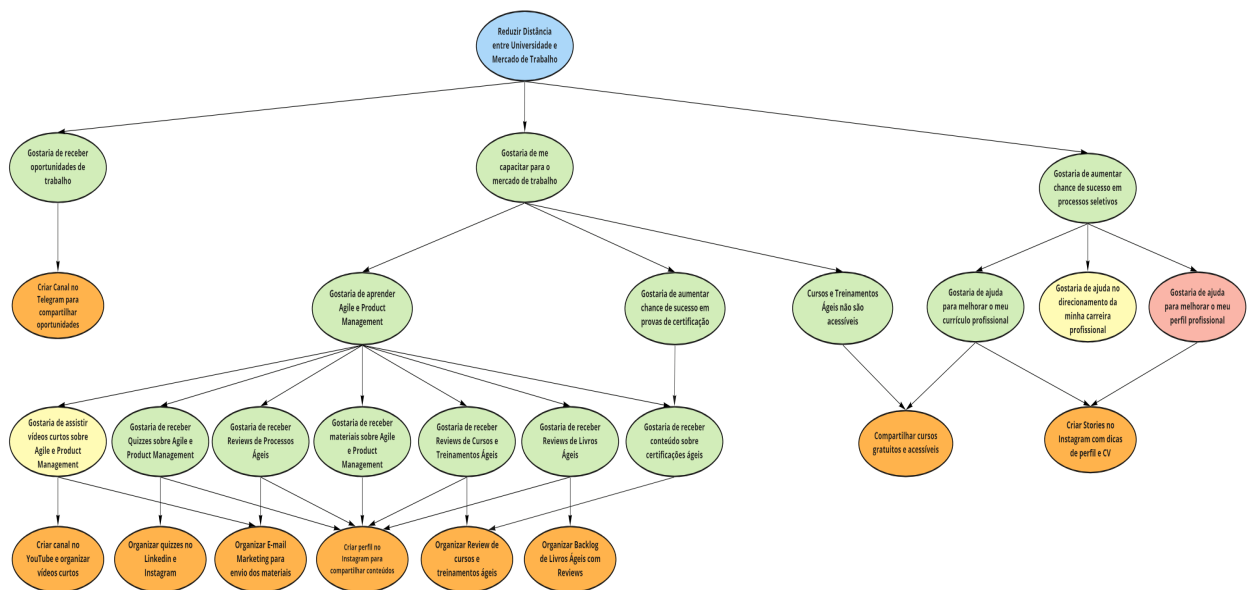 Reduzir Distância
entre Universidade e
Mercado de Trabalho
Gostaria de receber
oportunidades de
trabalho
Gostaria de me
capacitar para o
mercado de trabalho
Gostaria de aumentar
chance de sucesso em
processos seletivos
Criar Canal no
Telegram para
compartilhar
oportunidades
Gostaria de aprender
Agile e Product
Management
Gostaria de aumentar
chance de sucesso em
provas de certificação
Cursos e Treinamentos
Ágeis não são
acessíveis
Gostaria de ajuda
para melhorar o meu
currículo profissional
Gostaria de ajuda no
direcionamento da
minha carreira
profissional
Gostaria de ajuda
para melhorar o meu
perfil profissional
Gostaria de assistir
vídeos curtos sobre
Agile e Product
Management
Gostaria de receber
Quizzes sobre Agile e
Product Management
Gostaria de receber
Reviews de Processos
Ágeis
Gostaria de receber
materiais sobre Agile
e Product
Management
Gostaria de receber
Reviews de Cursos e
Treinamentos Ágeis
Gostaria de receber
Reviews de Livros
Ágeis
Gostaria de receber
conteúdo sobre
certificações ágeis
Compartilhar cursos
gratuitos e acessíveis
Criar Stories no
Instagram com dicas
de perfil e CV
Criar canal no
YouTube e organizar
vídeos curtos
Organizar quizzes no
Linkedin e
Instagram
Organizar E-mail
Marketing para
envio dos materiais
Criar perfil no
Instagram para
compartilhar conteúdos
Organizar Review de
cursos e
treinamentos ágeis
Organizar Backlog
de Livros Ágeis com
Reviews